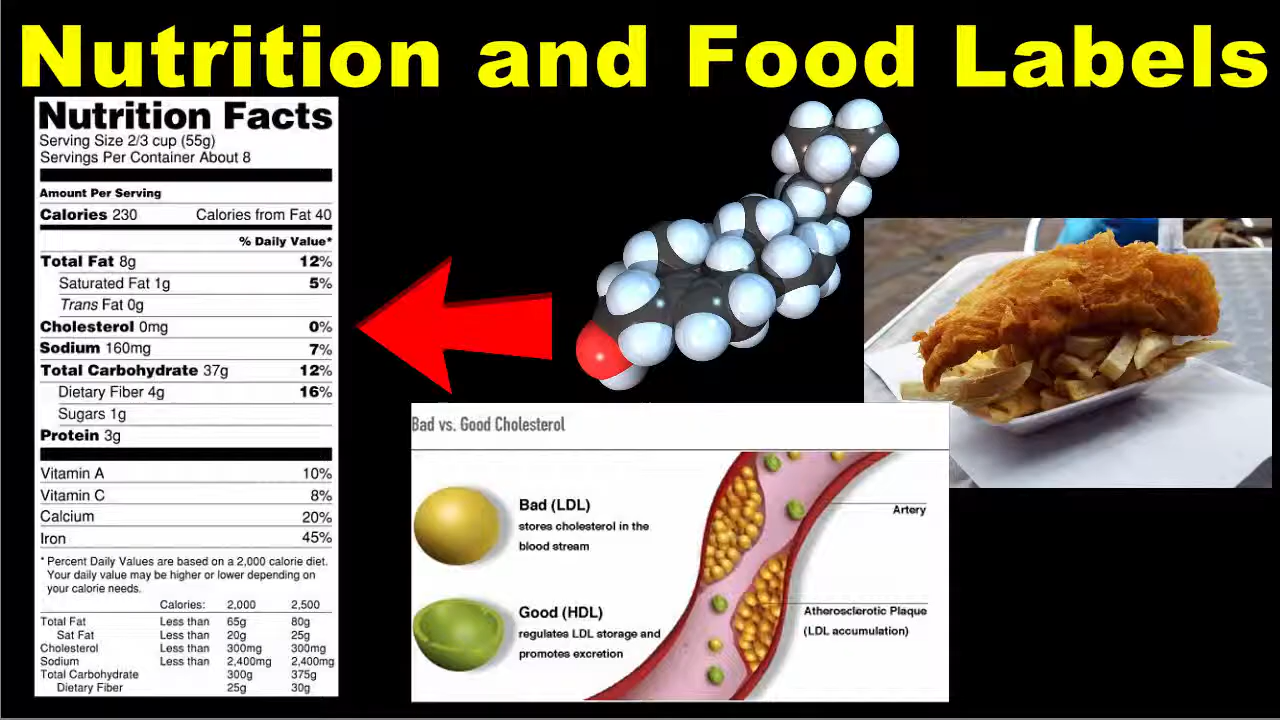 Nutrition and Food Labels
Nutrition Facts
Serving Size 2/3 cup (55g)
Servings Per Container About 8
Amount Per Serving
Calories 230 Calories from Fat 40
% Daily Value*
Total Fat 8g 12%
Saturated Fat 1g 5%
Trans Fat 0g
Cholesterol 0mg 0%
Sodium 160mg 7%
Total Carbohydrate 37g 12%
Dietary Fiber 4g 16%
Sugars 1g
Protein 3g
Vitamin A 10%
Vitamin C 8%
Calcium 20%
Iron 45%
* Percent Daily Values are based on a 2,000 calorie diet.
Your daily value may be higher or lower depending on
your calorie needs.
Calories: 2,000 2,500
Total Fat Less than 65g 80g
Sat Fat Less than 20g 25g
Cholesterol Less than 300mg 300mg
Sodium Less than 2,400mg 2,400mg
Total Carbohydrate 300g 375g
Dietary Fiber 25g 30g
Bad vs. Good Cholesterol
Bad (LDL)
stores cholesterol in the
blood stream
Good (HDL)
regulates LDL storage and
promotes excretion
Artery
Atherosclerotic Plaque
(LDL accumulation)